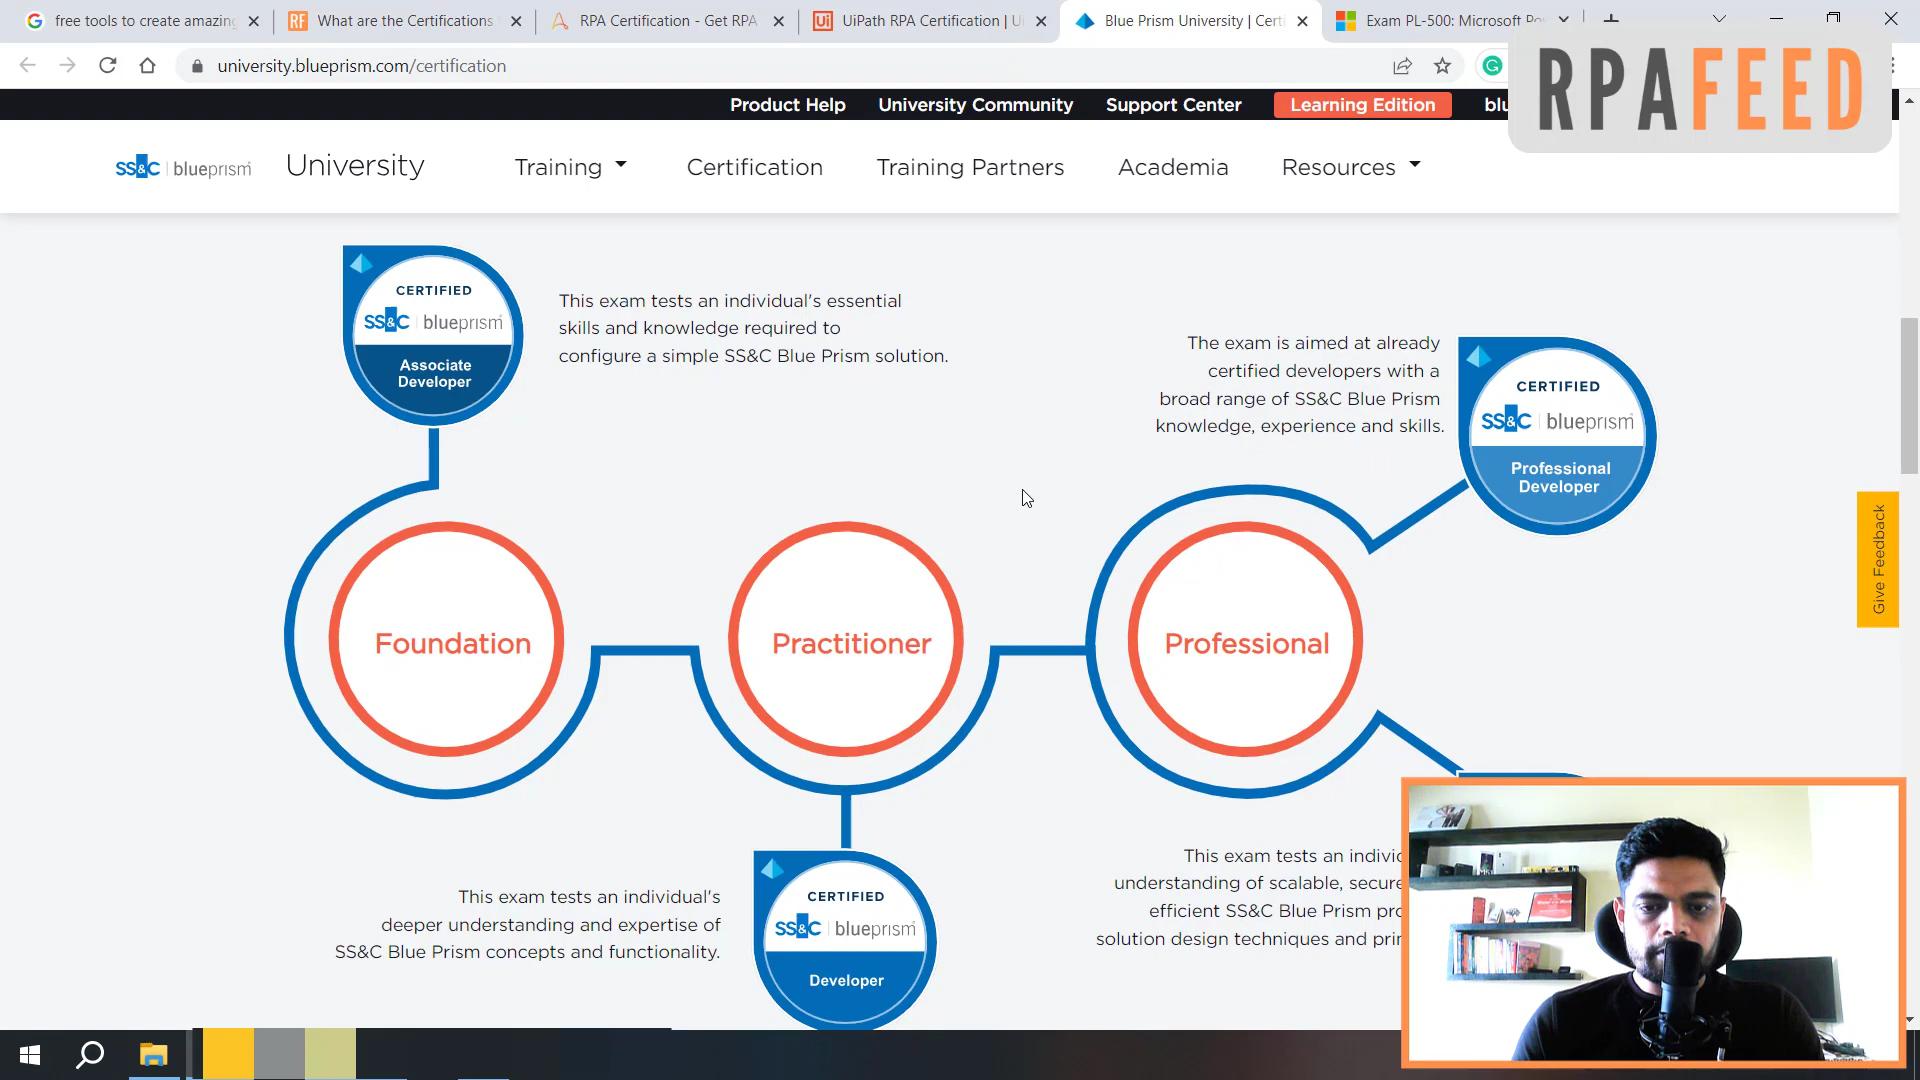 free tools to create amazing
What are the Certifications
RPA Certification - Get RPA
UiPath RPA Certification | Ui
Blue Prism University | Certi
Exam PL-500: Microsoft Po
university.blueprism.com/certification
RPAFEED
Product Help
University Community
Support Center
Learning Edition
blu
SS&C | blueprism
University
Training
Certification
Training Partners
Academia
Resources
CERTIFIED
SS&C | blueprism
Associate
Developer
This exam tests an individual's essential
skills and knowledge required to
configure a simple SS&C Blue Prism solution.
The exam is aimed at already
certified developers with a
broad range of SS&C Blue Prism
knowledge, experience and skills.
CERTIFIED
SS&C | blueprism
Professional
Developer
Give Feedback
Foundation
Practitioner
Professional
This exam tests an individual's
deeper understanding and expertise of
SS&C Blue Prism concepts and functionality.
CERTIFIED
SS&C | blueprism
Developer
This exam tests an indivi
understanding of scalable, secure
efficient SS&C Blue Prism pro
solution design techniques and prin